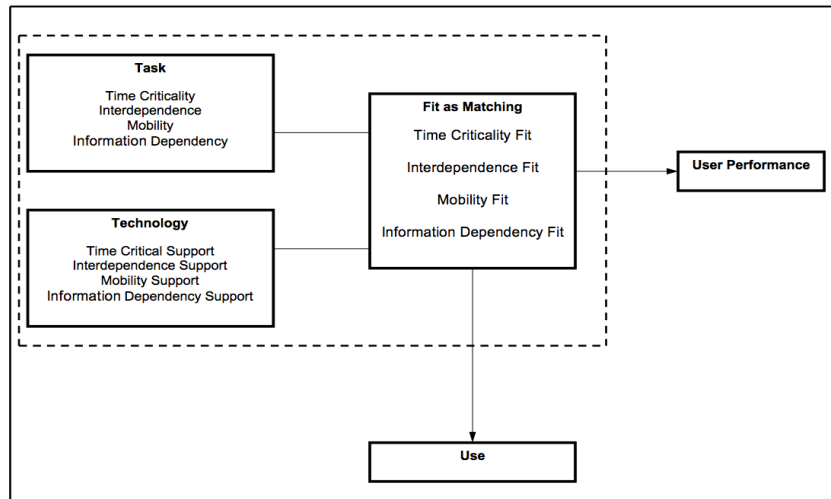 Task
Time Criticality
Interdependence
Mobility
Information Dependency
Technology
Time Critical Support
Interdependence Support
Mobility Support
Information Dependency Support
Fit as Matching
Time Criticality Fit
Interdependence Fit
Mobility Fit
Information Dependency Fit
User Performance
Use